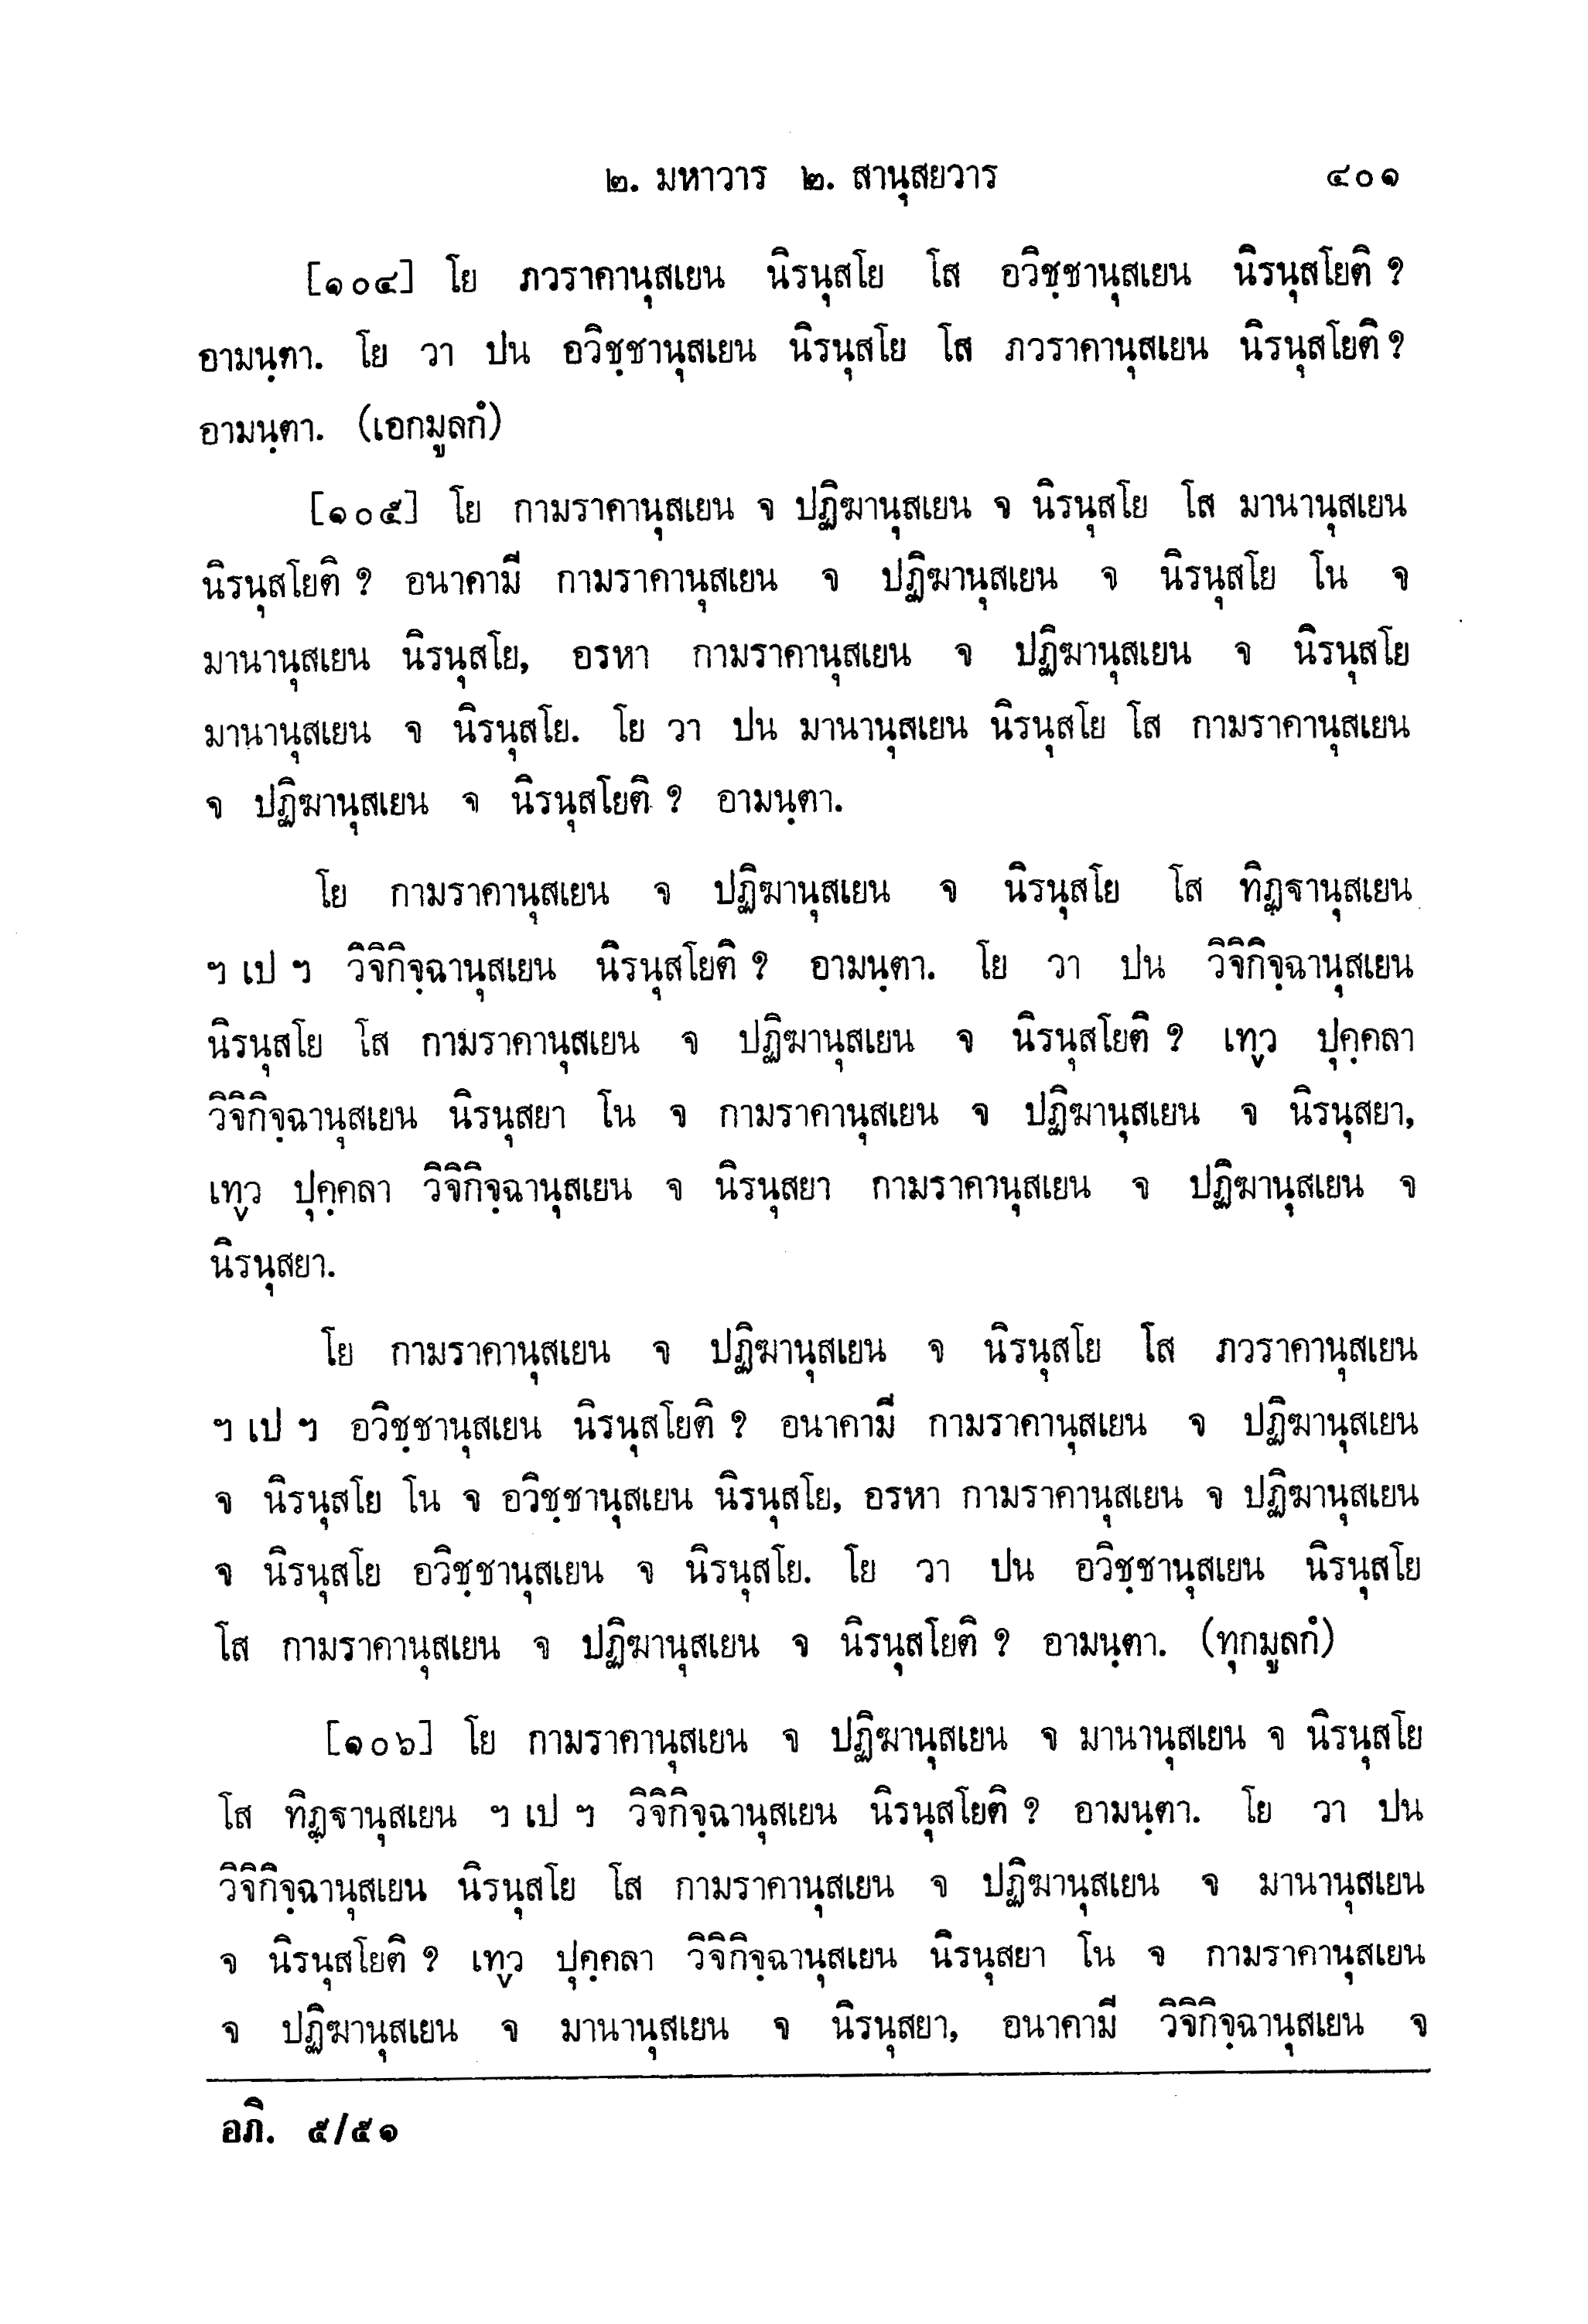 ๒. มหาวาร ๒. สานุสยวาร ๔๐๑
[๑๐๔] โย ภวราคานุสเยน นิรนุสโย โส อวิชฺชานุสเยน นิรนุสโยติ ?
อามนฺตา. โย วา ปน อวิชฺชานุสเยน นิรนุสโย โส ภวราคานุสเยน นิรนุสโยติ ?
อามนฺตา. (เอกมูลกํ)
[๑๐๕] โย กามราคานุสเยน จ ปฏิฆานุสเยน จ นิรนุสโย โส มานานุสเยน
นิรนุสโยติ ? อนาคามี กามราคานุสเยน จ ปฏิฆานุสเยน จ นิรนุสโย โน จ
มานานุสเยน นิรนุสโย, อรหา กามราคานุสเยน จ ปฏิฆานุสเยน จ นิรนุสโย
มานานุสเยน จ นิรนุสโย. โย วา ปน มานานุสเยน นิรนุสโย โส กามราคานุสเยน
จ ปฏิฆานุสเยน จ นิรนุสโยติ ? อามนฺตา.
โย กามราคานุสเยน จ ปฏิฆานุสเยน จ นิรนุสโย โส ทิฏฺฐานุสเยน
ฯ เป ฯ วิจิกิจฺฉานุสเยน นิรนุสโยติ ? อามนฺตา. โย วา ปน วิจิกิจฺฉานุสเยน
นิรนุสโย โส กามราคานุสเยน จ ปฏิฆานุสเยน จ นิรนุสโยติ ? เทฺว ปุคฺคลา
วิจิกิจฺฉานุสเยน นิรนุสยา โน จ กามราคานุสเยน จ ปฏิฆานุสเยน จ นิรนุสยา,
เทฺว ปุคฺคลา วิจิกิจฺฉานุสเยน จ นิรนุสยา กามราคานุสเยน จ ปฏิฆานุสเยน จ
นิรนุสยา.
โย กามราคานุสเยน จ ปฏิฆานุสเยน จ นิรนุสโย โส ภวราคานุสเยน
ฯ เป ฯ อวิชฺชานุสเยน นิรนุสโยติ ? อนาคามี กามราคานุสเยน จ ปฏิฆานุสเยน
จ นิรนุสโย โน จ อวิชฺชานุสเยน นิรนุสโย, อรหา กามราคานุสเยน จ ปฏิฆานุสเยน
จ นิรนุสโย อวิชฺชานุสเยน จ นิรนุสโย. โย วา ปน อวิชฺชานุสเยน นิรนุสโย
โส กามราคานุสเยน จ ปฏิฆานุสเยน จ นิรนุสโยติ ? อามนฺตา. (ทุกมูลกํ)
[๑๐๖] โย กามราคานุสเยน จ ปฏิฆานุสเยน จ มานานุสเยน จ นิรนุสโย
โส ทิฏฺฐานุสเยน ฯ เป ฯ วิจิกิจฺฉานุสเยน นิรนุสโยติ ? อามนฺตา. โย วา ปน
วิจิกิจฺฉานุสเยน นิรนุสโย โส กามราคานุสเยน จ ปฏิฆานุสเยน จ มานานุสเยน
จ นิรนุสโยติ ? เทฺว ปุคฺคลา วิจิกิจฺฉานุสเยน นิรนุสยา โน จ กามราคานุสเยน
จ ปฏิฆานุสเยน จ มานานุสเยน จ นิรนุสยา, อนาคามี วิจิกิจฺฉานุสเยน จ
อภิ. ๕/๕๑